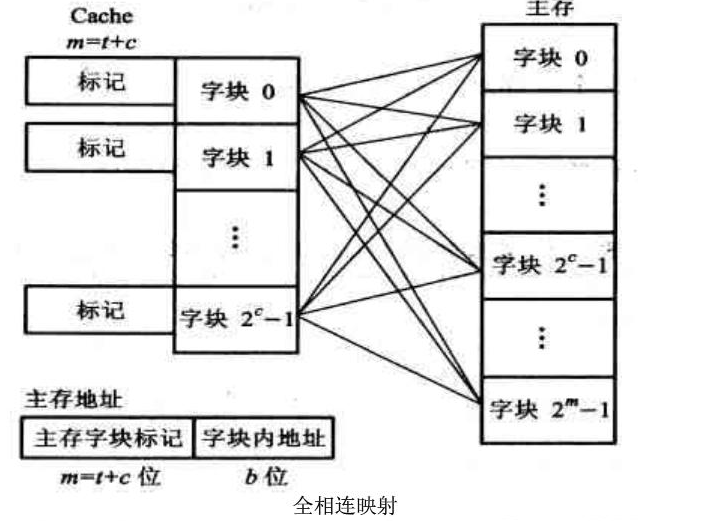 Cache
m=t+c
标记
字块 0
标记
字块 1
⋮
标记
字块 2^c−1
主存
字块 0
字块 1
⋮
字块 2^c−1
⋮
字块 2^m−1
主存地址
主存字块标记 字块内地址
m=t+c 位 b 位
全相连映射